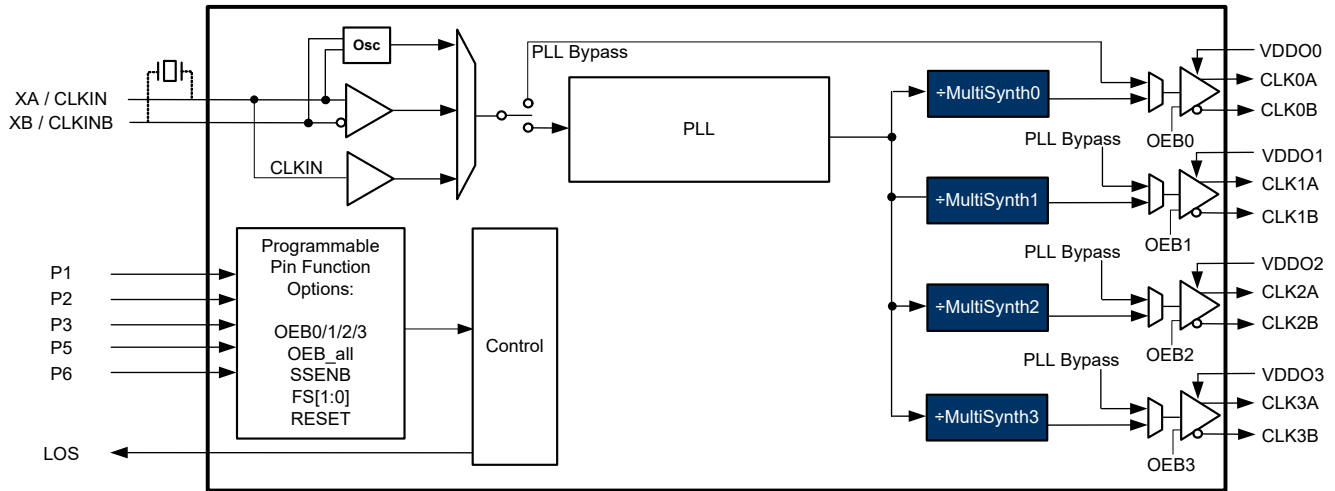 Osc
PLL Bypass
VDDO0
XA / CLKIN
CLK0A
÷MultiSynth0
XB / CLKINB
PLL
CLK0B
OEB0
CLKIN
PLL Bypass
VDDO1
CLK1A
÷MultiSynth1
CLK1B
OEB1
Programmable
Pin Function
Options:
PLL Bypass
VDDO2
P1
P2
CLK2A
÷MultiSynth2
P3
OEB0/1/2/3
CLK2B
P5
OEB_all
Control
OEB2
P6
SSENB
PLL Bypass
VDDO3
FS[1:0]
CLK3A
RESET
÷MultiSynth3
CLK3B
LOS
OEB3